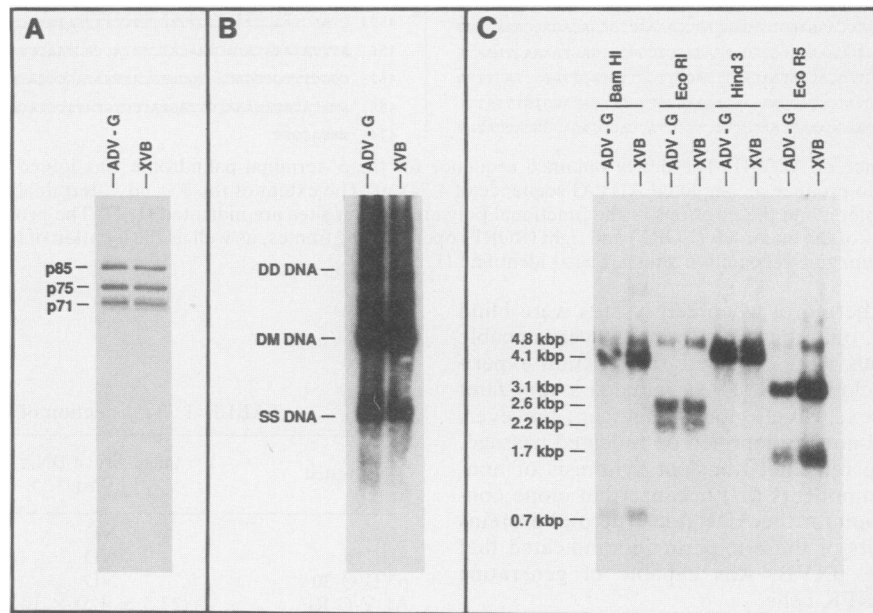 A
B
C
— ADV - G
— XVB
p85 —
p75 —
p71 —
— ADV - G
— XVB
DD DNA —
DM DNA —
SS DNA —
Bam HI
Eco RI
Hind 3
Eco R5
— ADV - G
— XVB
— ADV - G
— XVB
— ADV - G
— XVB
— ADV - G
— XVB
4.8 kbp —
4.1 kbp —
3.1 kbp —
2.6 kbp —
2.2 kbp —
1.7 kbp —
0.7 kbp —